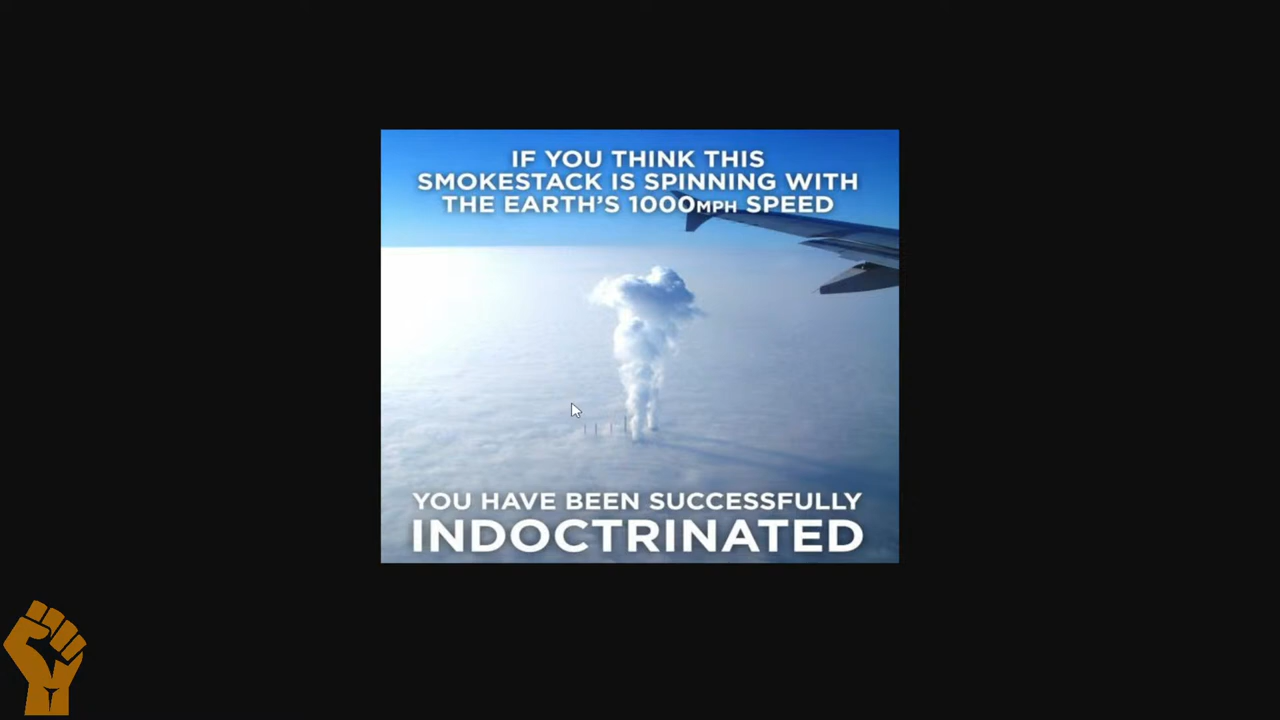 IF YOU THINK THIS
SMOKESTACK IS SPINNING WITH
THE EARTH'S 1000MPH SPEED
YOU HAVE BEEN SUCCESSFULLY
INDOCTRINATED